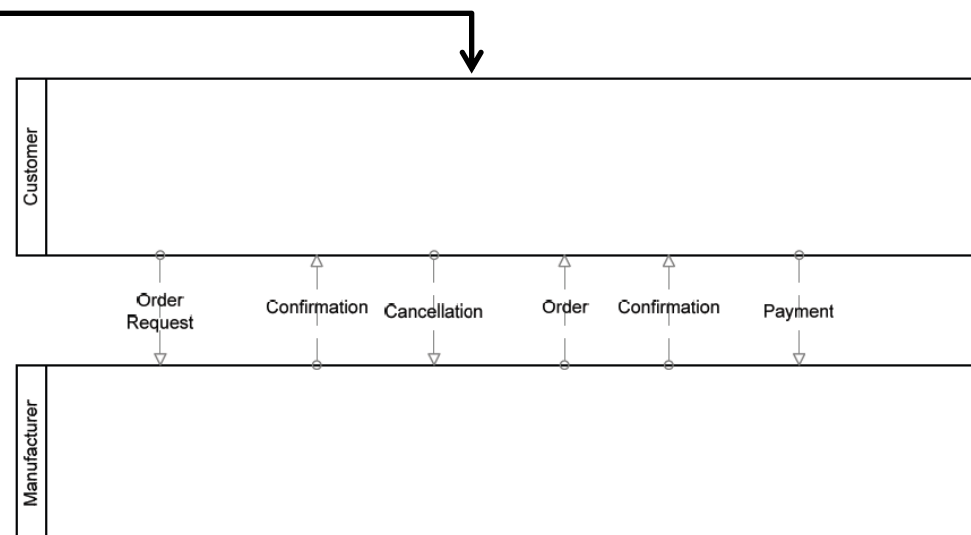 Customer
Order
Request
Confirmation
Cancellation
Order
Confirmation
Payment
Manufacturer